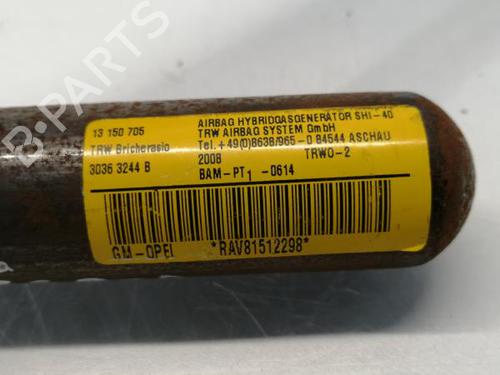 AIRBAG HYBRIDGASGENERATOR SHI-40
13 150 705 TRW AIRBAG SYSTEM GmbH
TRW Bricherasio Tel.+49(0)8638/965-0 D 84544 ASCHAU
3036 3244 B 2008 TRWO-2
BAM-PT1 -0614
GM-OPEL *RAV81512298*
B-PARTS